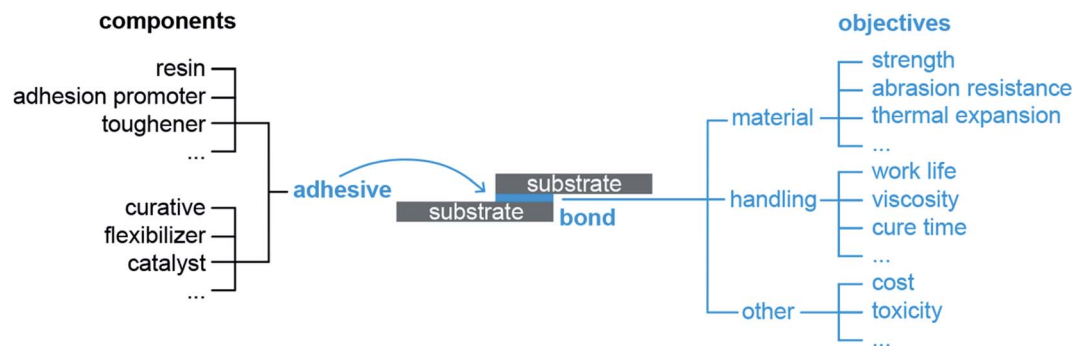 components
resin
adhesion promoter
toughener
...
curative
flexibilizer
catalyst
...
adhesive
substrate
substrate
bond
objectives
material
strength
abrasion resistance
thermal expansion
...
handling
work life
viscosity
cure time
...
other
cost
toxicity
...